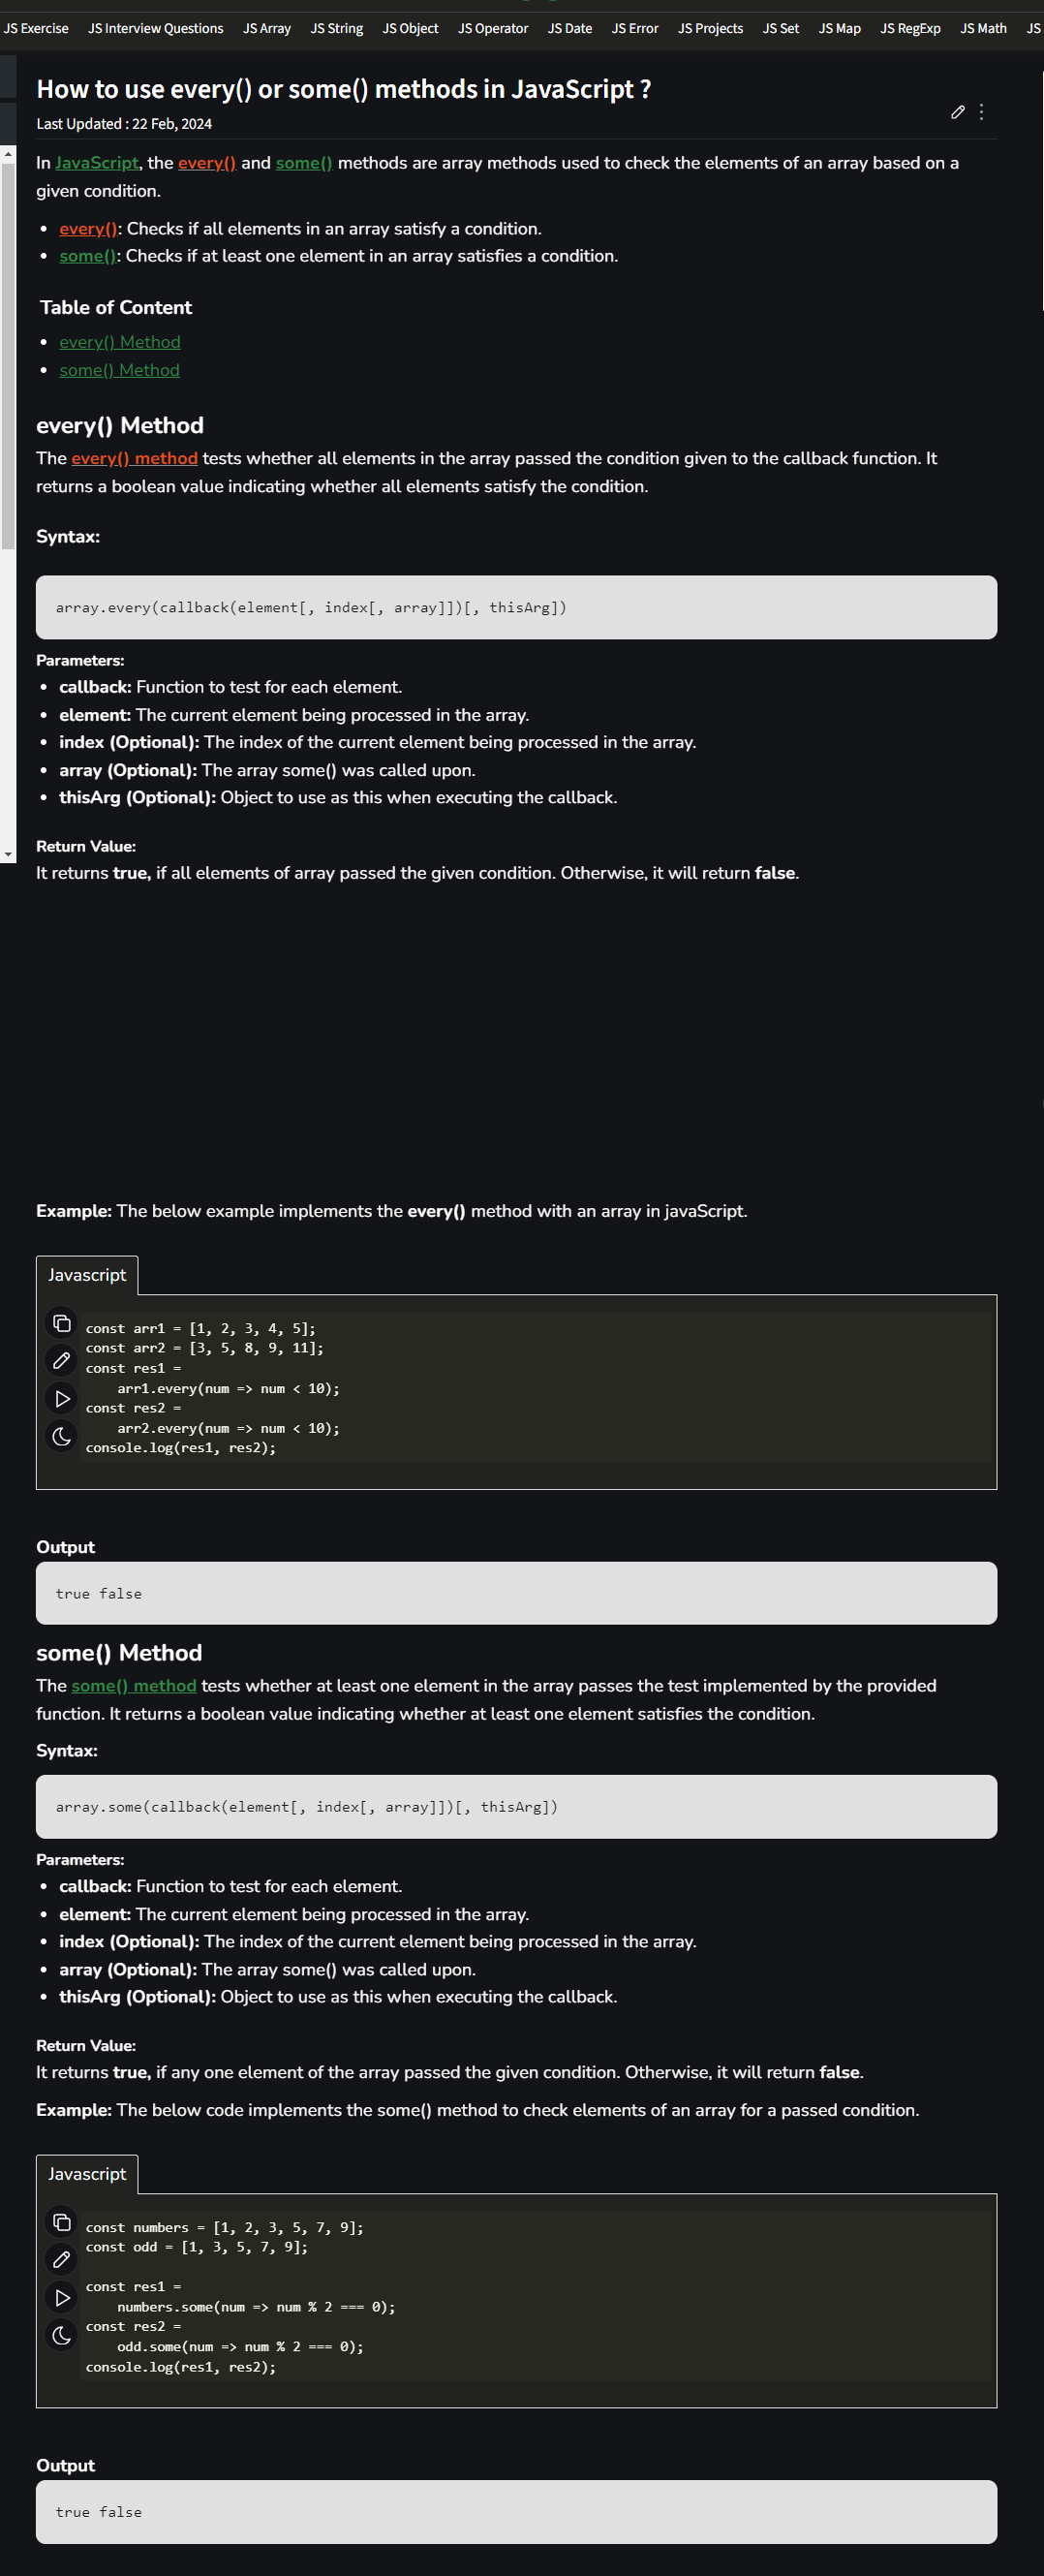 JS Exercise JS Interview Questions JS Array JS String JS Object JS Operator JS Date JS Error JS Projects JS Set JS Map JS RegExp JS Math JS
How to use every() or some() methods in JavaScript ?
Last Updated : 22 Feb, 2024
In JavaScript, the every() and some() methods are array methods used to check the elements of an array based on a
given condition.
• every(): Checks if all elements in an array satisfy a condition.
• some(): Checks if at least one element in an array satisfies a condition.
Table of Content
• every() Method
• some() Method
every() Method
The every() method tests whether all elements in the array passed the condition given to the callback function. It
returns a boolean value indicating whether all elements satisfy the condition.
Syntax:
array.every(callback(element[, index[, array]])[, thisArg])
Parameters:
• callback: Function to test for each element.
• element: The current element being processed in the array.
• index (Optional): The index of the current element being processed in the array.
• array (Optional): The array some() was called upon.
• thisArg (Optional): Object to use as this when executing the callback.
Return Value:
It returns true, if all elements of array passed the given condition. Otherwise, it will return false.
Example: The below example implements the every() method with an array in javaScript.
Javascript
const arr1 = [1, 2, 3, 4, 5];
const arr2 = [3, 5, 8, 9, 11];
const res1 =
    arr1.every(num => num < 10);
const res2 =
    arr2.every(num => num < 10);
console.log(res1, res2);
Output
true false
some() Method
The some() method tests whether at least one element in the array passes the test implemented by the provided
function. It returns a boolean value indicating whether at least one element satisfies the condition.
Syntax:
array.some(callback(element[, index[, array]])[, thisArg])
Parameters:
• callback: Function to test for each element.
• element: The current element being processed in the array.
• index (Optional): The index of the current element being processed in the array.
• array (Optional): The array some() was called upon.
• thisArg (Optional): Object to use as this when executing the callback.
Return Value:
It returns true, if any one element of the array passed the given condition. Otherwise, it will return false.
Example: The below code implements the some() method to check elements of an array for a passed condition.
Javascript
const numbers = [1, 2, 3, 5, 7, 9];
const odd = [1, 3, 5, 7, 9];
const res1 =
    numbers.some(num => num % 2 === 0);
const res2 =
    odd.some(num => num % 2 === 0);
console.log(res1, res2);
Output
true false